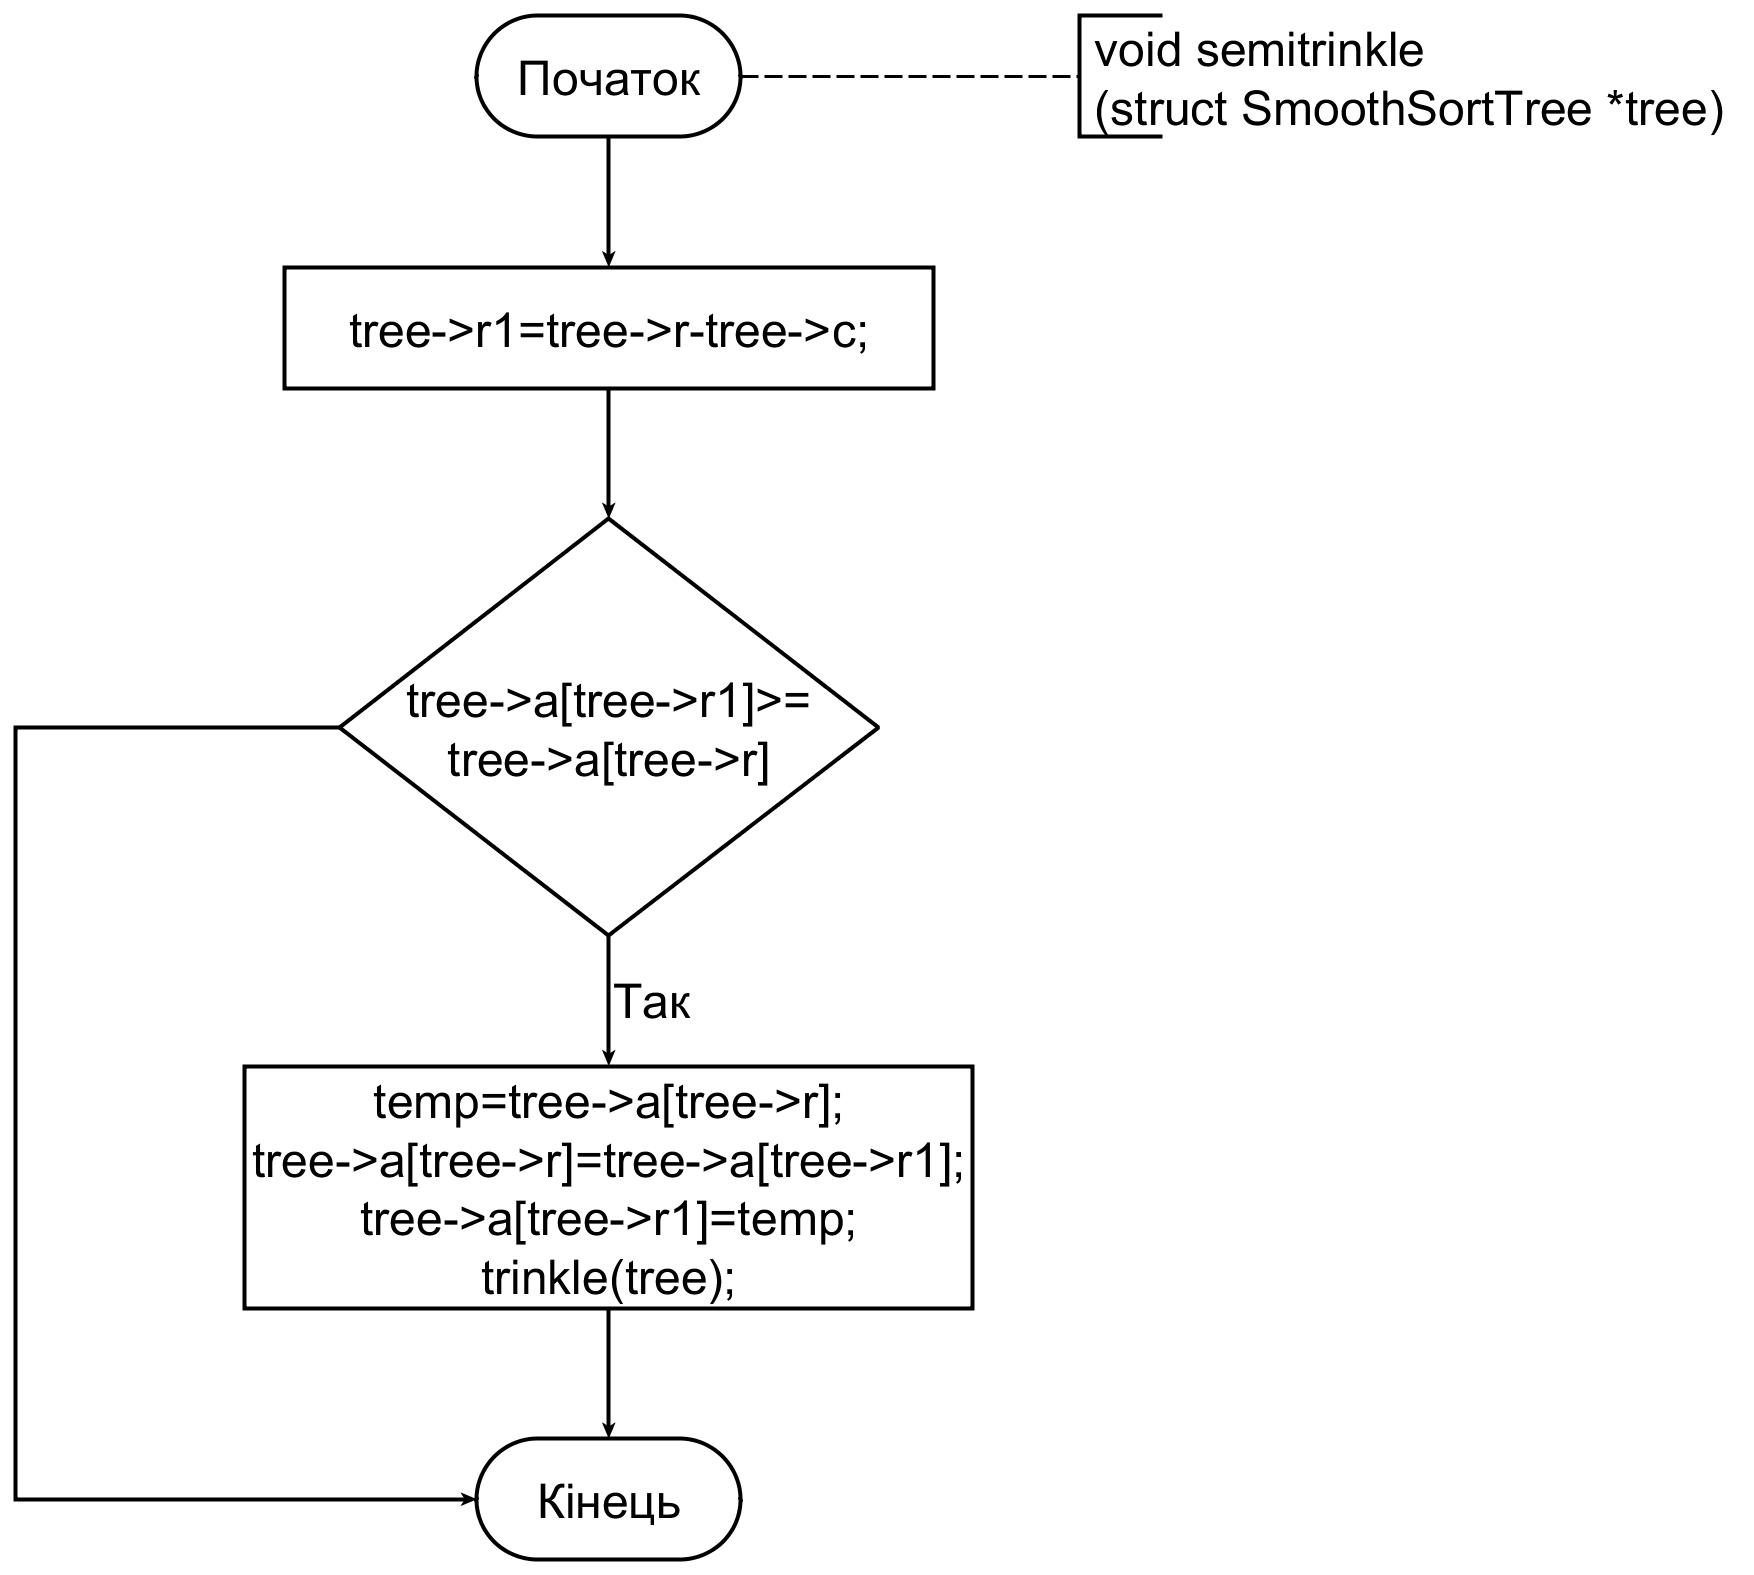 Початок
void semitrinkle
(struct SmoothSortTree *tree)
tree->r1=tree->r-tree->c;
tree->a[tree->r1]>=
tree->a[tree->r]
Так
temp=tree->a[tree->r];
tree->a[tree->r]=tree->a[tree->r1];
tree->a[tree->r1]=temp;
trinkle(tree);
Кінець